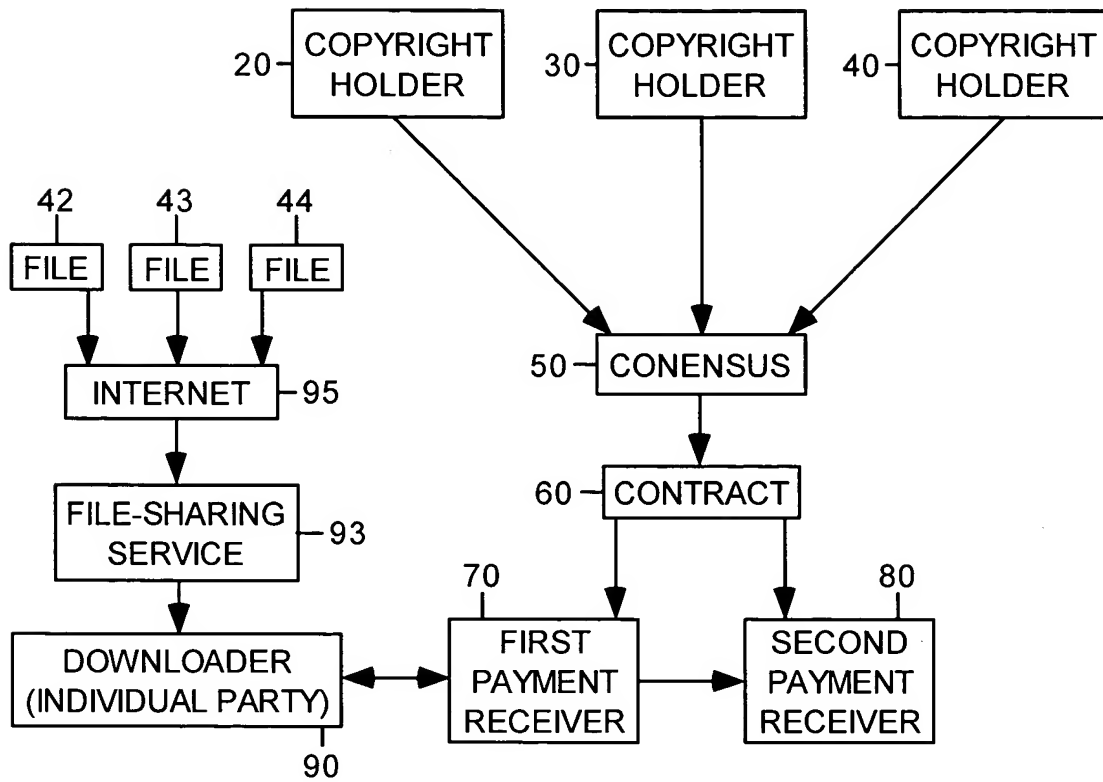 20
COPYRIGHT
HOLDER
30
COPYRIGHT
HOLDER
40
COPYRIGHT
HOLDER
42
43
44
FILE
FILE
FILE
INTERNET
95
50
CONENSUS
60
CONTRACT
FILE-SHARING
SERVICE
93
70
80
DOWNLOADER
(INDIVIDUAL PARTY)
90
FIRST
PAYMENT
RECEIVER
SECOND
PAYMENT
RECEIVER